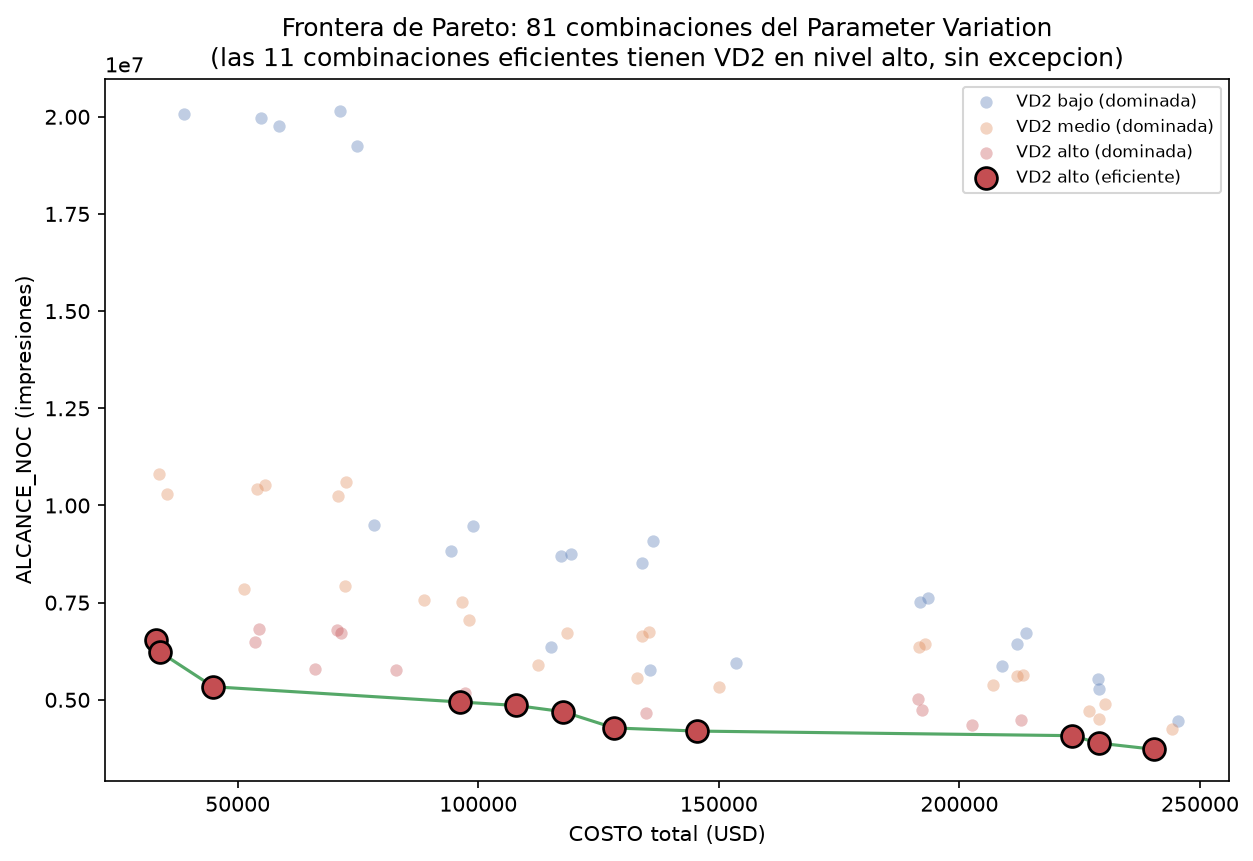 Frontera de Pareto: 81 combinaciones del Parameter Variation
(las 11 combinaciones eficientes tienen VD2 en nivel alto, sin excepcion)
1e7
VD2 bajo (dominada)
VD2 medio (dominada)
VD2 alto (dominada)
VD2 alto (eficiente)
2.00
1.75
1.50
1.25
1.00
0.75
0.50
ALCANCE_NOC (impresiones)
50000
100000
150000
200000
250000
COSTO total (USD)